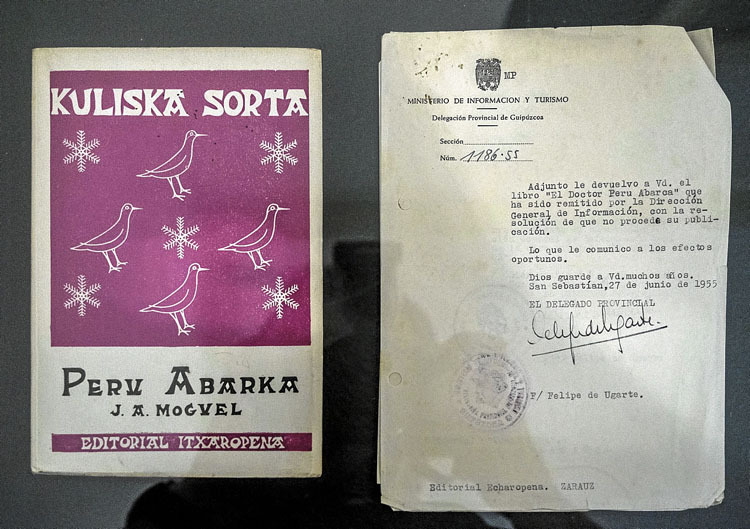 KULISKA SORTA
PERU ABARKA
J. A. MOGUEL
EDITORIAL ITXAROPENA
MP
MINISTERIO DE INFORMACION Y TURISMO
Delegación Provincial de Guipúzcoa
Sección
Núm. 1186-55
Adjunto le devuelvo a Vd. el
libro "El Doctor Peru Abarca" que
ha sido remitido por la Dirección
General de Información, con la re-
solución de que no procede su publi-
cación.
Lo que le comunico a los efectos
oportunos.
Dios guarde a Vd.muchos años.
San Sebastián,27 de junio de 1955
EL DELEGADO PROVINCIAL
F/ Felipe de Ugarte.
Editorial Echaropena. ZARAUZ